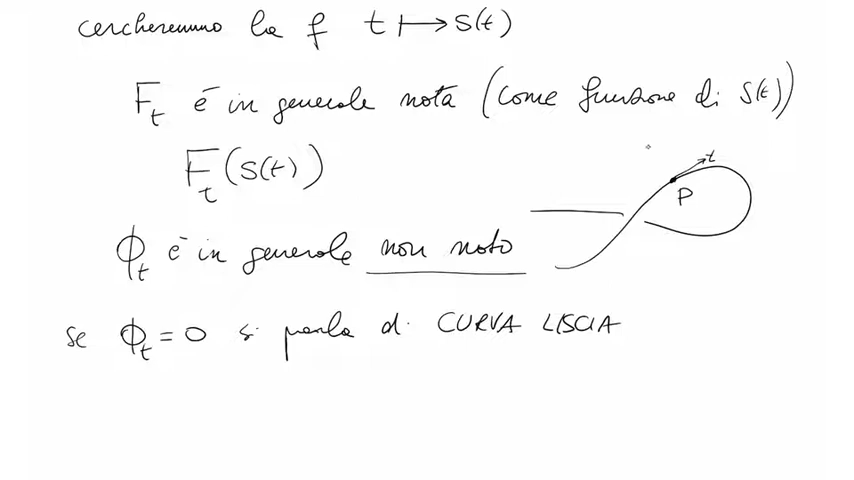 cercheremo la f t ↦ s(t)
F_t è in generale nota (come funzione di s(t))
F_t (s(t))
t
P
Φ_t è in generale non noto
se Φ_t = 0 si parla di CURVA LISCIA